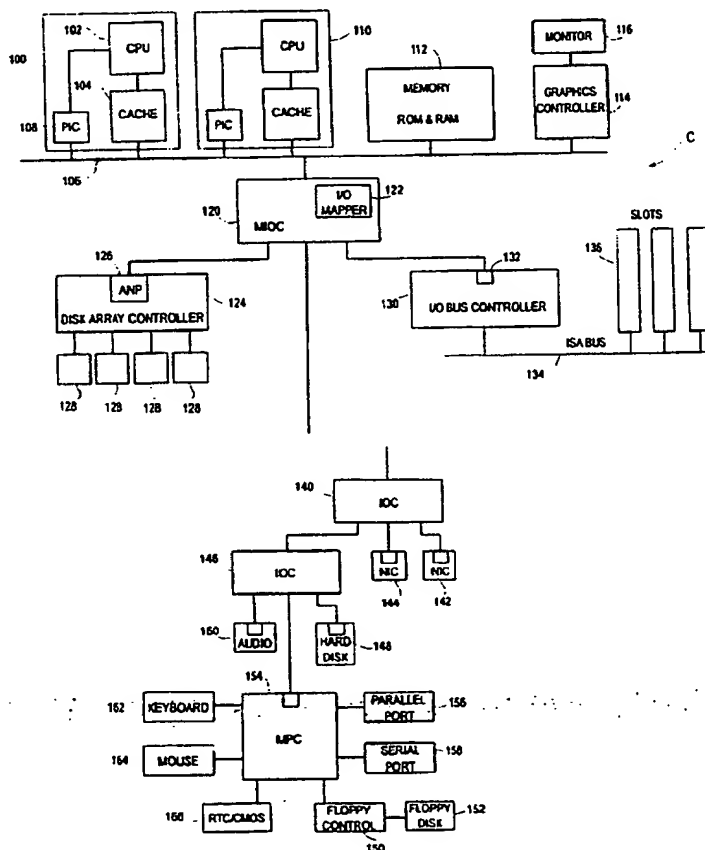 102
CPU
CPU
110
116
MONITOR
100
112
104
MEMORY
ROM & RAM
GRAPHICS
CONTROLLER
114
CACHE
CACHE
108
PIC
PIC
106
C
122
I/O
MAPPER
120
MIOC
SLOTS
136
126
132
ANP
124
130
DISK ARRAY CONTROLLER
I/O BUS CONTROLLER
ISA BUS
134
128
128
128
128
140
IOC
146
IOC
NIC
NIC
144
142
160
AUDIO
HARD
DISK
148
154
162
KEYBOARD
PARALLEL
PORT
156
MPC
164
MOUSE
SERIAL
PORT
158
166
RTC/CMOS
FLOPPY
CONTROL
FLOPPY
DISK
152
150